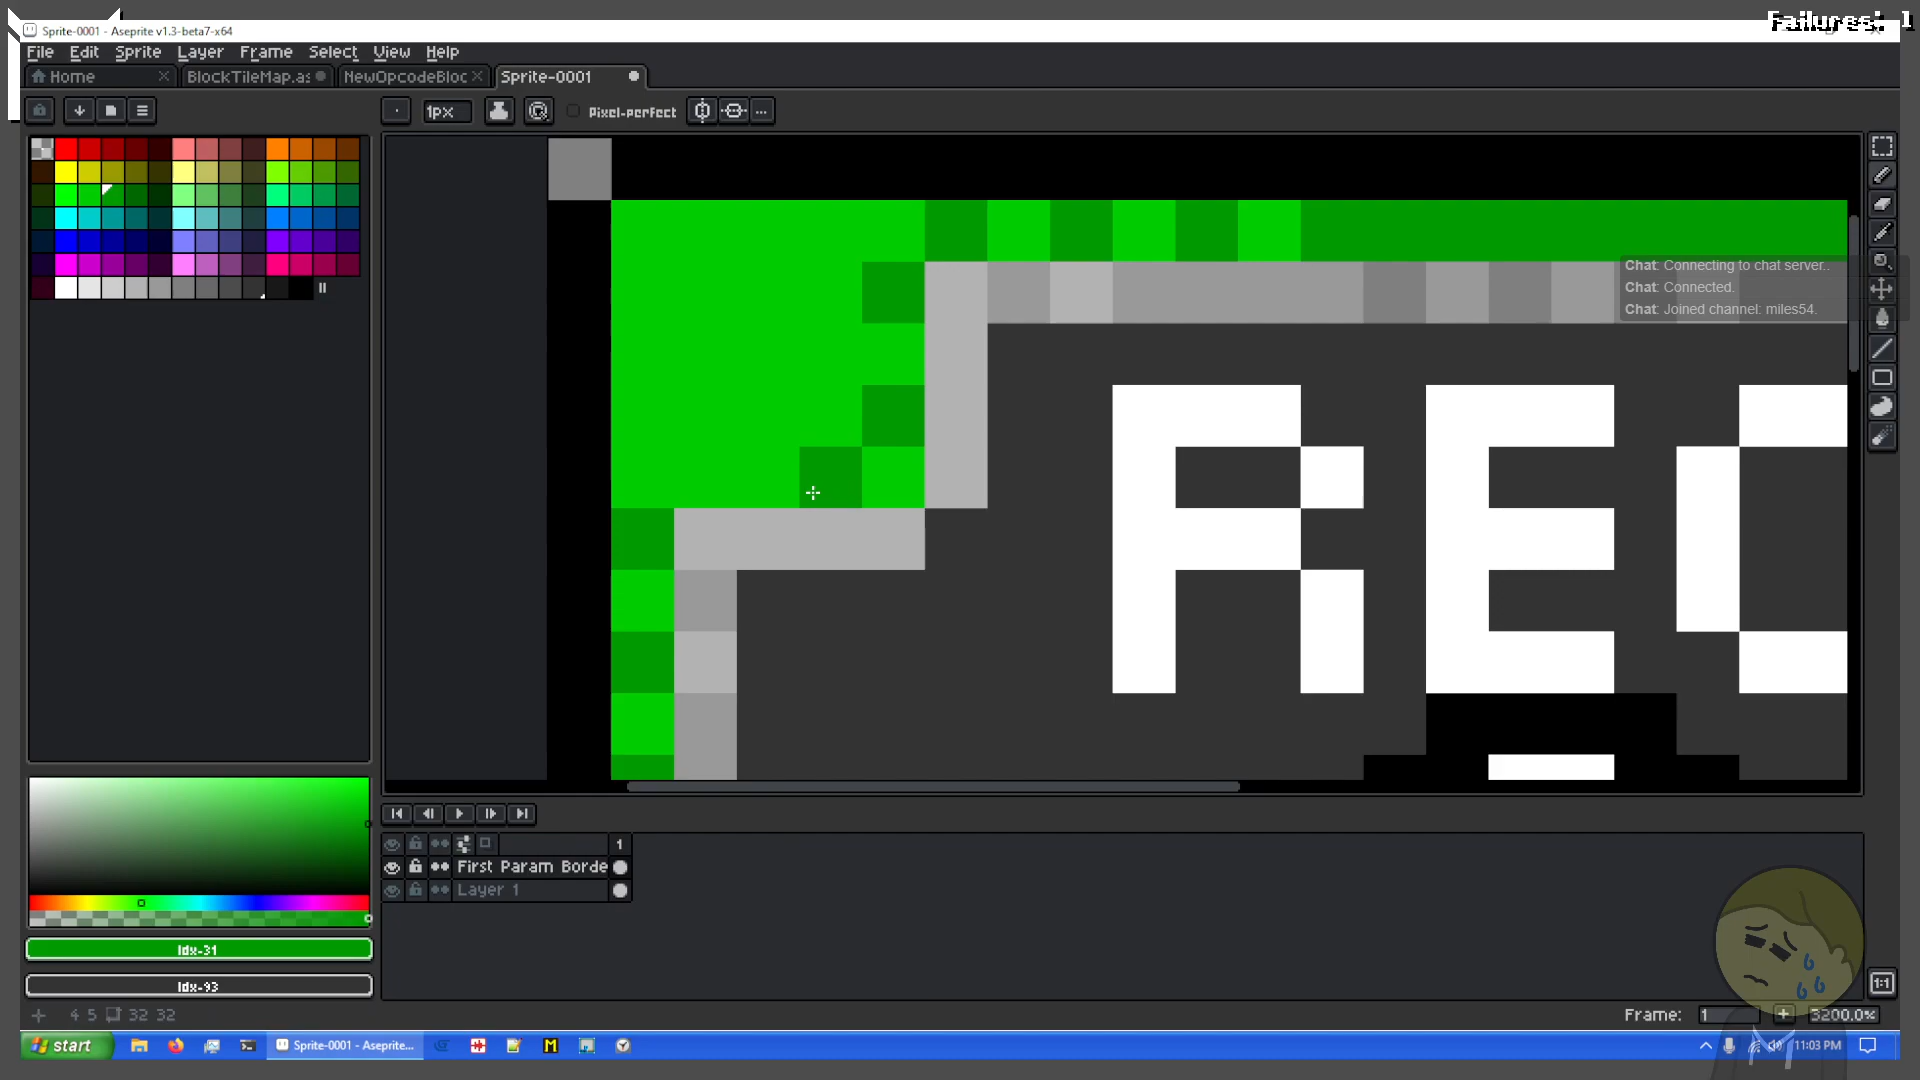 Failures: 1
Sprite-0001 - Aseprite v1.3-beta7-x64
File Edit Sprite Layer Frame Select View Help
Home BlockTileMap.as NewOpcodeBloc Sprite-0001
1px Pixel-perfect ...
Chat: Connecting to chat server..
Chat: Connected.
Chat: Joined channel: miles54.
REC
1
First Param Borde
Layer 1
Idx-31
Idx-93
1:1
4 5 32 32
Frame: 1 3200.0%
start Sprite-0001 - Aseprite... M 11:03 PM